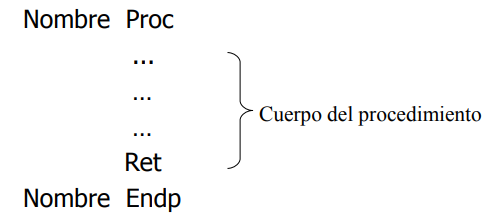 Nombre Proc
...
...
...
Cuerpo del procedimiento
Ret
Nombre Endp